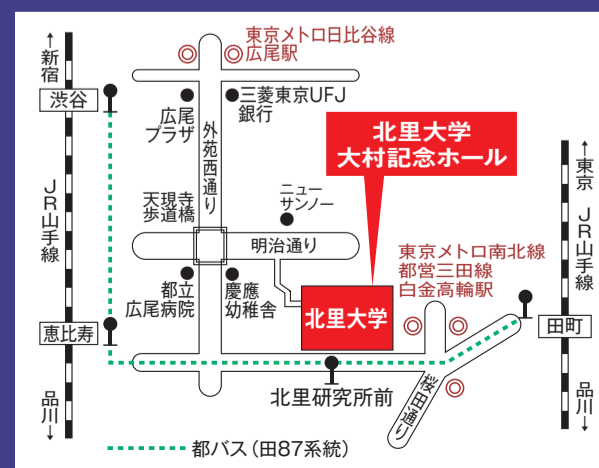 東京メトロ日比谷線
広尾駅
←新宿
渋谷
広尾
プラザ
三菱東京UFJ
銀行
外苑西通り
北里大学
大村記念ホール
←東京
JR山手線
JR山手線
天現寺
歩道橋
ニュー
サンノー
明治通り
東京メトロ南北線
都営三田線
白金高輪駅
都立
広尾病院
慶應
幼稚舎
北里大学
恵比寿
田町
北里研究所前
桜田通り
品川→
品川→
都バス(田87系統)